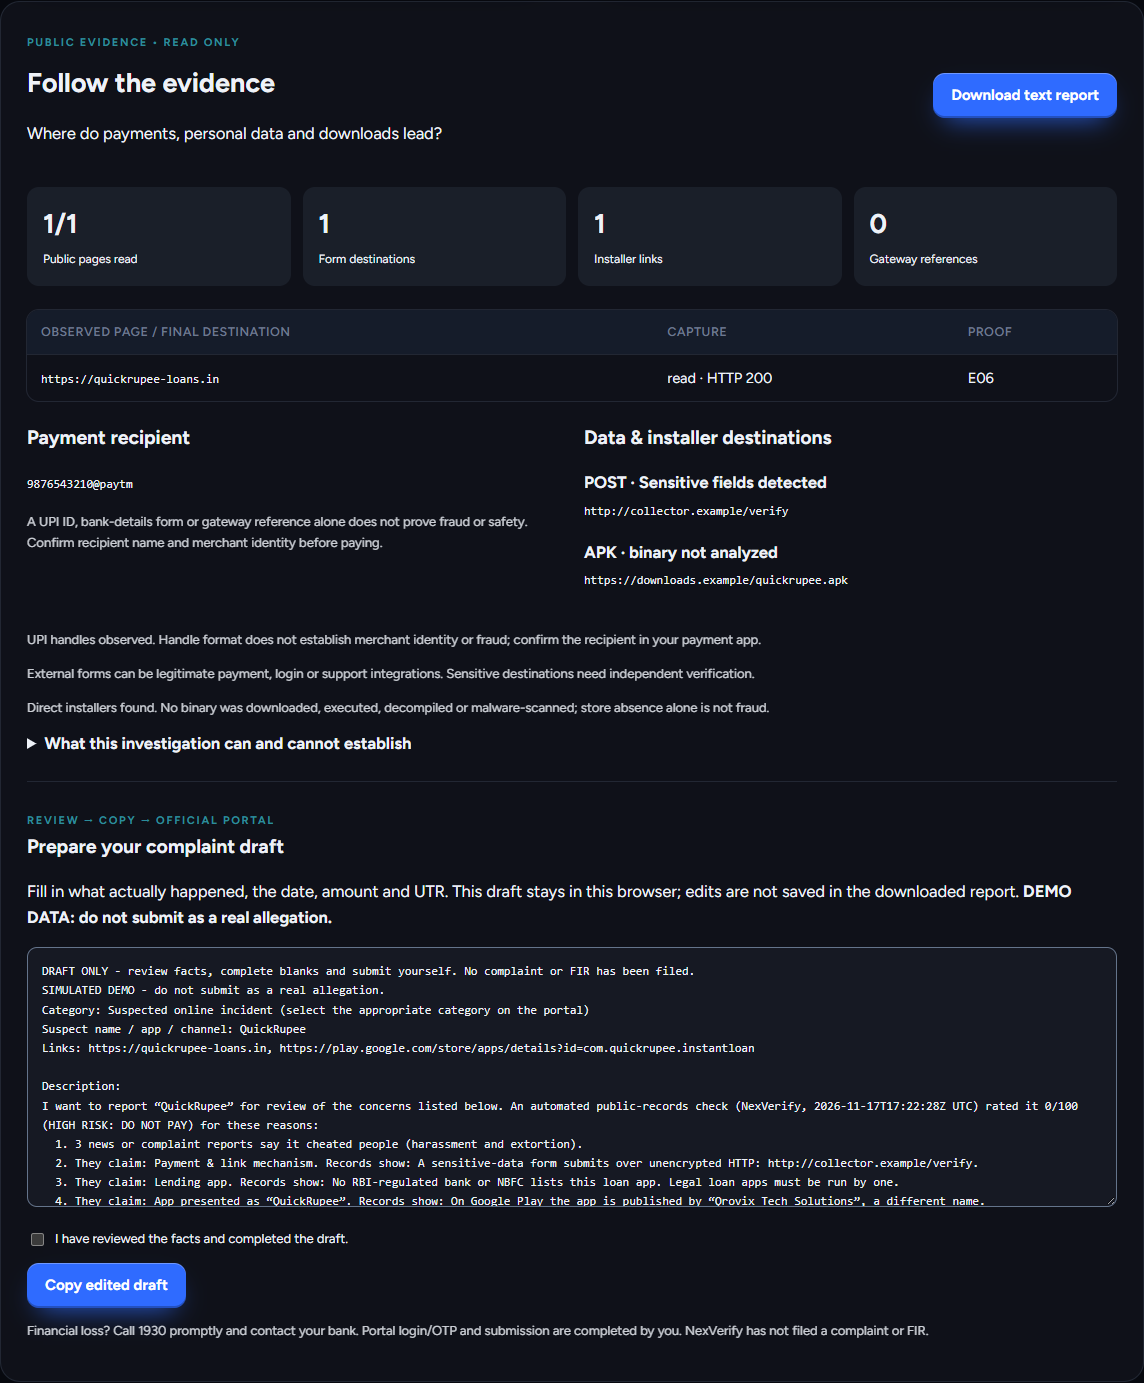 PUBLIC EVIDENCE • READ ONLY
Follow the evidence
Download text report
Where do payments, personal data and downloads lead?
1/1
Public pages read
1
Form destinations
1
Installer links
0
Gateway references
OBSERVED PAGE / FINAL DESTINATION
CAPTURE
PROOF
https://quickrupee-loans.in
read · HTTP 200
E06
Payment recipient
9876543210@paytm
A UPI ID, bank-details form or gateway reference alone does not prove fraud or safety.
Confirm recipient name and merchant identity before paying.
Data & installer destinations
POST · Sensitive fields detected
http://collector.example/verify
APK · binary not analyzed
https://downloads.example/quickrupee.apk
UPI handles observed. Handle format does not establish merchant identity or fraud; confirm the recipient in your payment app.
External forms can be legitimate payment, login or support integrations. Sensitive destinations need independent verification.
Direct installers found. No binary was downloaded, executed, decompiled or malware-scanned; store absence alone is not fraud.
▶ What this investigation can and cannot establish
REVIEW → COPY → OFFICIAL PORTAL
Prepare your complaint draft
Fill in what actually happened, the date, amount and UTR. This draft stays in this browser; edits are not saved in the downloaded report. DEMO
DATA: do not submit as a real allegation.
DRAFT ONLY - review facts, complete blanks and submit yourself. No complaint or FIR has been filed.
SIMULATED DEMO - do not submit as a real allegation.
Category: Suspected online incident (select the appropriate category on the portal)
Suspect name / app / channel: QuickRupee
Links: https://quickrupee-loans.in, https://play.google.com/store/apps/details?id=com.quickrupee.instantloan
Description:
I want to report “QuickRupee” for review of the concerns listed below. An automated public-records check (NexVerify, 2026-11-17T17:22:28Z UTC) rated it 0/100
(HIGH RISK: DO NOT PAY) for these reasons:
1. 3 news or complaint reports say it cheated people (harassment and extortion).
2. They claim: Payment & link mechanism. Records show: A sensitive-data form submits over unencrypted HTTP: http://collector.example/verify.
3. They claim: Lending app. Records show: No RBI-regulated bank or NBFC lists this loan app. Legal loan apps must be run by one.
4. They claim: App presented as “QuickRupee”. Records show: On Google Play the app is published by “Qrovix Tech Solutions”, a different name.
I have reviewed the facts and completed the draft.
Copy edited draft
Financial loss? Call 1930 promptly and contact your bank. Portal login/OTP and submission are completed by you. NexVerify has not filed a complaint or FIR.